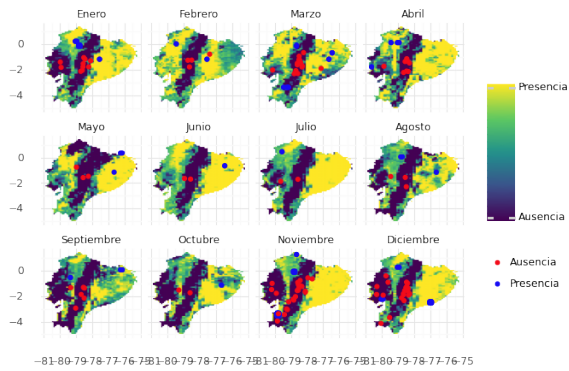 Enero Febrero Marzo Abril
0
−2
−4
Presencia
Mayo Junio Julio Agosto
0
−2
−4
Ausencia
Septiembre Octubre Noviembre Diciembre
0
−2
−4
Ausencia
Presencia
−81−80−79−78−77−76−75 −81−80−79−78−77−76−75 −81−80−79−78−77−76−75 −81−80−79−78−77−76−75